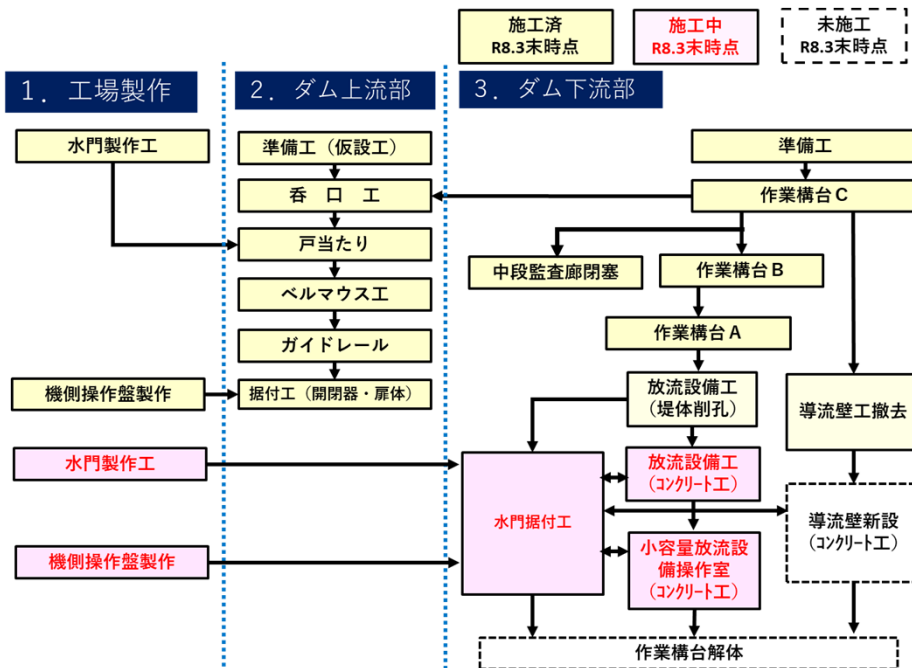 施工済
R8.3末時点
施工中
R8.3末時点
未施工
R8.3末時点
1．工場製作
2．ダム上流部
3．ダム下流部
水門製作工
機側操作盤製作
水門製作工
機側操作盤製作
準備工（仮設工）
呑　口　工
戸当たり
ベルマウス工
ガイドレール
据付工（開閉器・扉体）
準備工
作業構台C
中段監査廊閉塞
作業構台B
作業構台A
放流設備工
（堤体削孔）
導流壁工撤去
水門据付工
放流設備工
（ｺﾝｸﾘｰﾄ工）
小容量放流設
備操作室
（ｺﾝｸﾘｰﾄ工）
導流壁新設
（ｺﾝｸﾘｰﾄ工）
作業構台解体